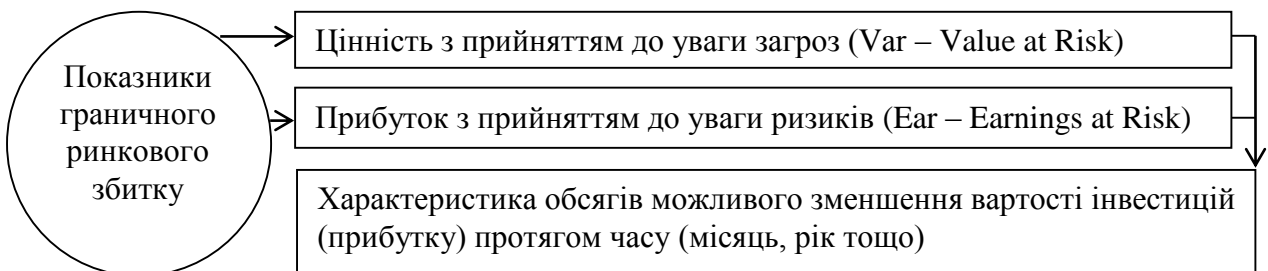 Показники
граничного
ринкового
збитку
Цінність з прийняттям до уваги загроз (Var – Value at Risk)
Прибуток з прийняттям до уваги ризиків (Ear – Earnings at Risk)
Характеристика обсягів можливого зменшення вартості інвестицій
(прибутку) протягом часу (місяць, рік тощо)